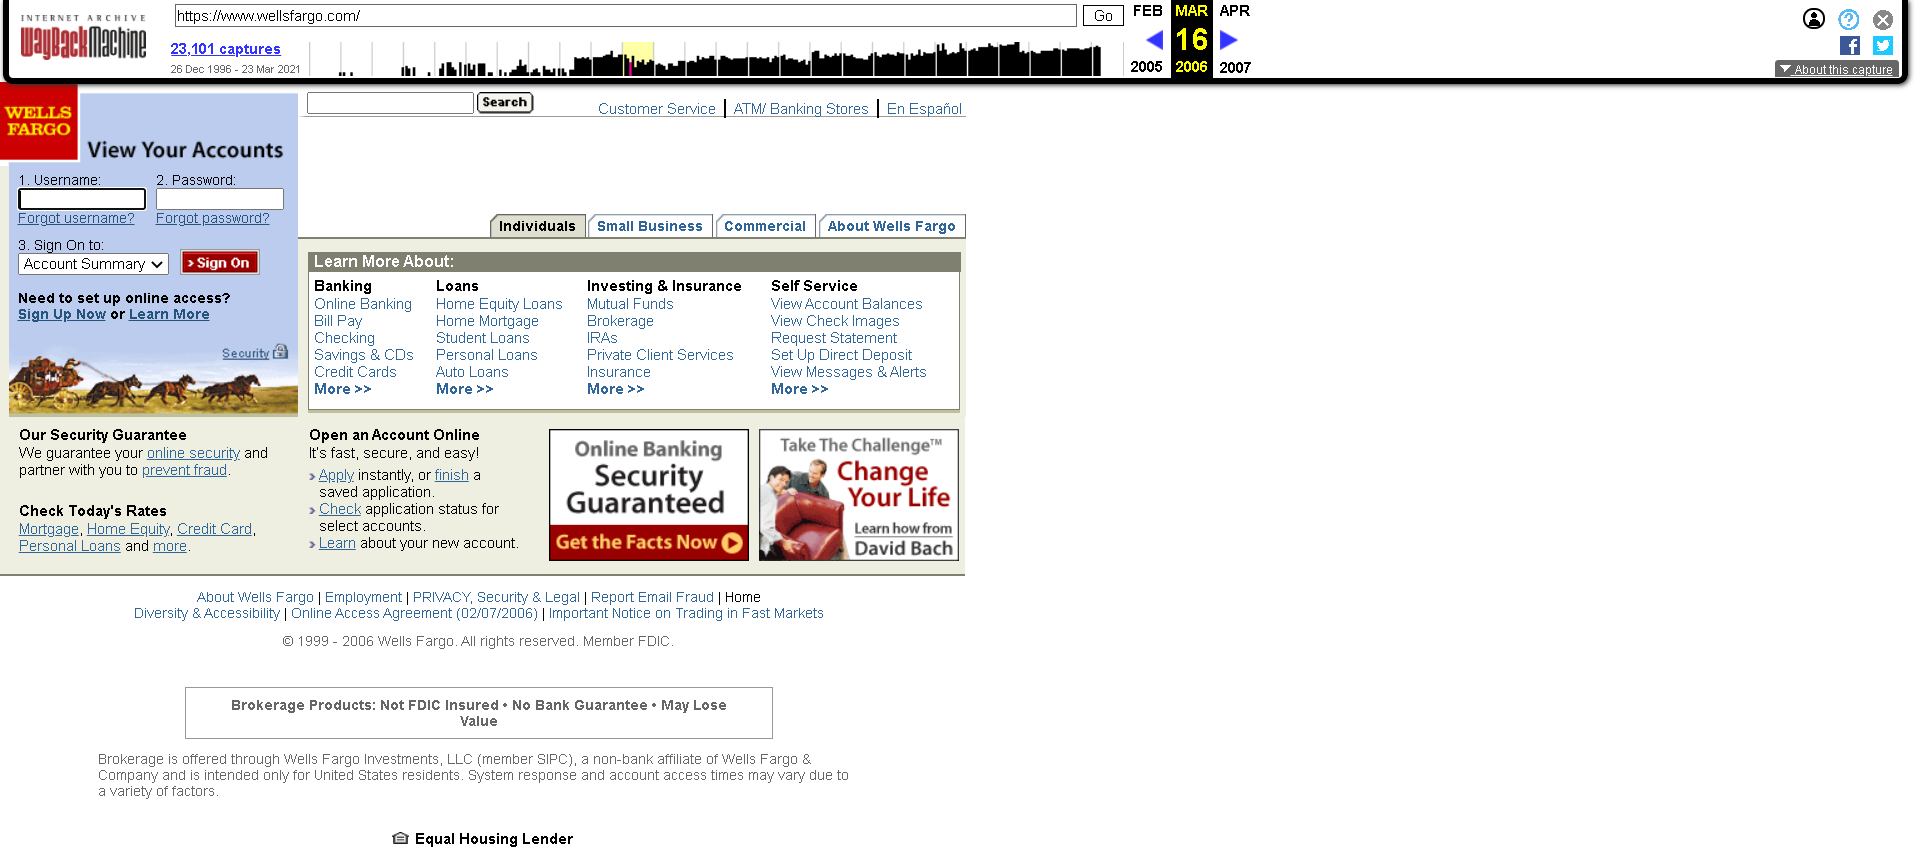 INTERNET ARCHIVE
WayBackMachine
https://www.wellsfargo.com/
Go
23,101 captures
26 Dec 1996 - 23 Mar 2021
FEB MAR APR
16
2005 2006 2007
About this capture
WELLS
FARGO
View Your Accounts
1. Username:
2. Password:
Forgot username?
Forgot password?
3. Sign On to:
Account Summary
Sign On
Need to set up online access?
Sign Up Now or Learn More
Security
Search
Customer Service
ATM/ Banking Stores
En Español
Individuals
Small Business
Commercial
About Wells Fargo
Learn More About:
Banking
Online Banking
Bill Pay
Checking
Savings & CDs
Credit Cards
More >>
Loans
Home Equity Loans
Home Mortgage
Student Loans
Personal Loans
Auto Loans
More >>
Investing & Insurance
Mutual Funds
Brokerage
IRAs
Private Client Services
Insurance
More >>
Self Service
View Account Balances
View Check Images
Request Statement
Set Up Direct Deposit
View Messages & Alerts
More >>
Our Security Guarantee
We guarantee your online security and
partner with you to prevent fraud.
Check Today's Rates
Mortgage, Home Equity, Credit Card,
Personal Loans and more.
Open an Account Online
It's fast, secure, and easy!
Apply instantly, or finish a
saved application.
Check application status for
select accounts.
Learn about your new account.
Online Banking
Security
Guaranteed
Get the Facts Now
Take The Challenge™
Change
Your Life
Learn how from
David Bach
About Wells Fargo | Employment | PRIVACY, Security & Legal | Report Email Fraud | Home
Diversity & Accessibility | Online Access Agreement (02/07/2006) | Important Notice on Trading in Fast Markets
© 1999 - 2006 Wells Fargo. All rights reserved. Member FDIC.
Brokerage Products: Not FDIC Insured • No Bank Guarantee • May Lose
Value
Brokerage is offered through Wells Fargo Investments, LLC (member SIPC), a non-bank affiliate of Wells Fargo &
Company and is intended only for United States residents. System response and account access times may vary due to
a variety of factors.
Equal Housing Lender